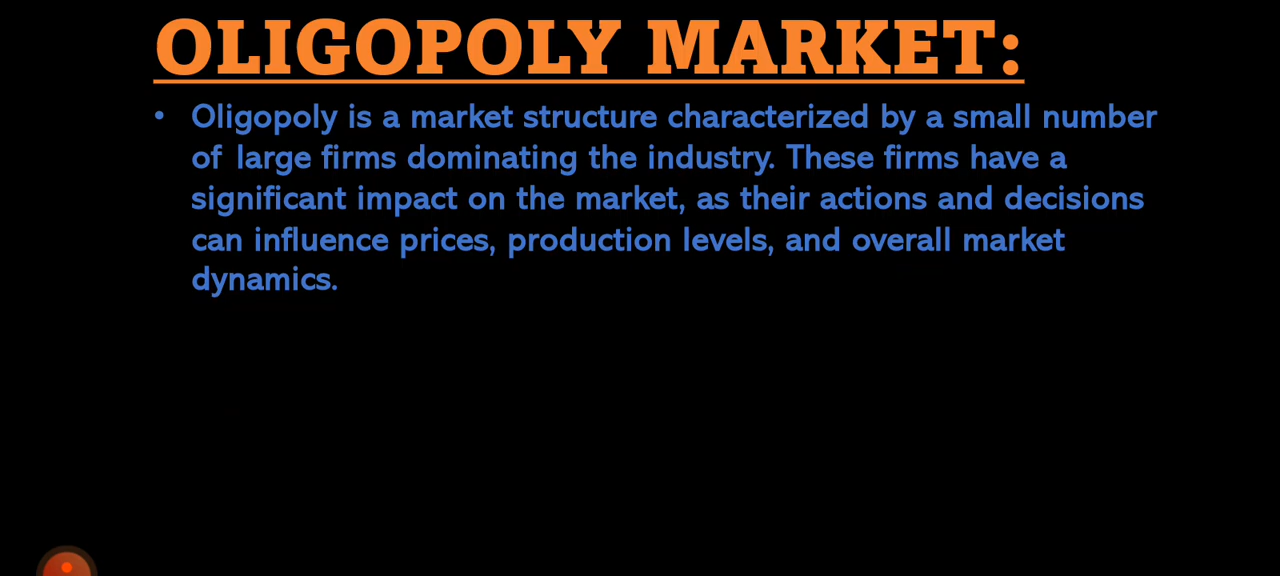 OLIGOPOLY MARKET:
• Oligopoly is a market structure characterized by a small number
of large firms dominating the industry. These firms have a
significant impact on the market, as their actions and decisions
can influence prices, production levels, and overall market
dynamics.